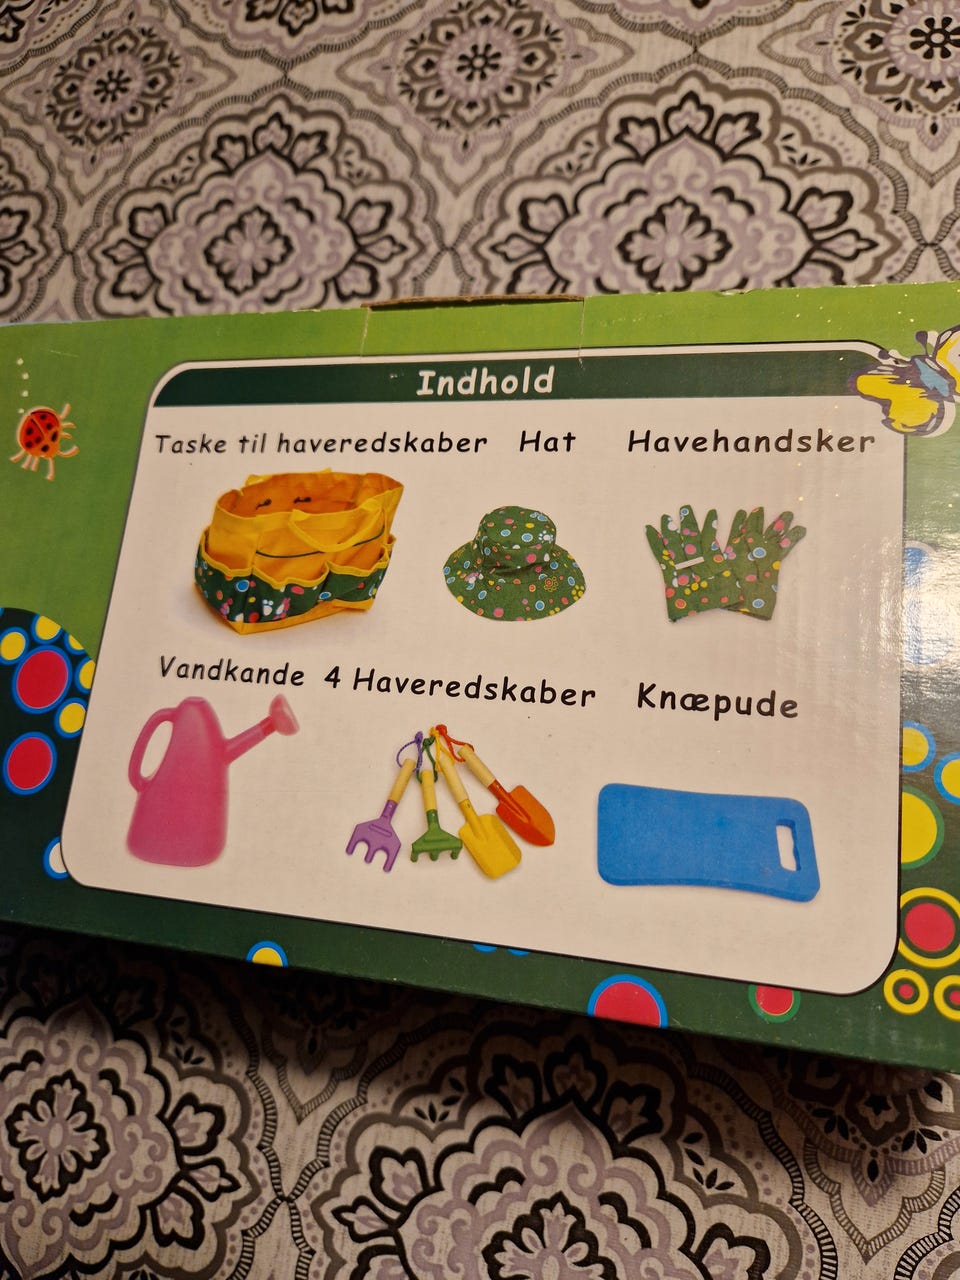 Indhold
Taske til haveredskaber Hat Havehandsker
Vandkande 4 Haveredskaber Knæpude